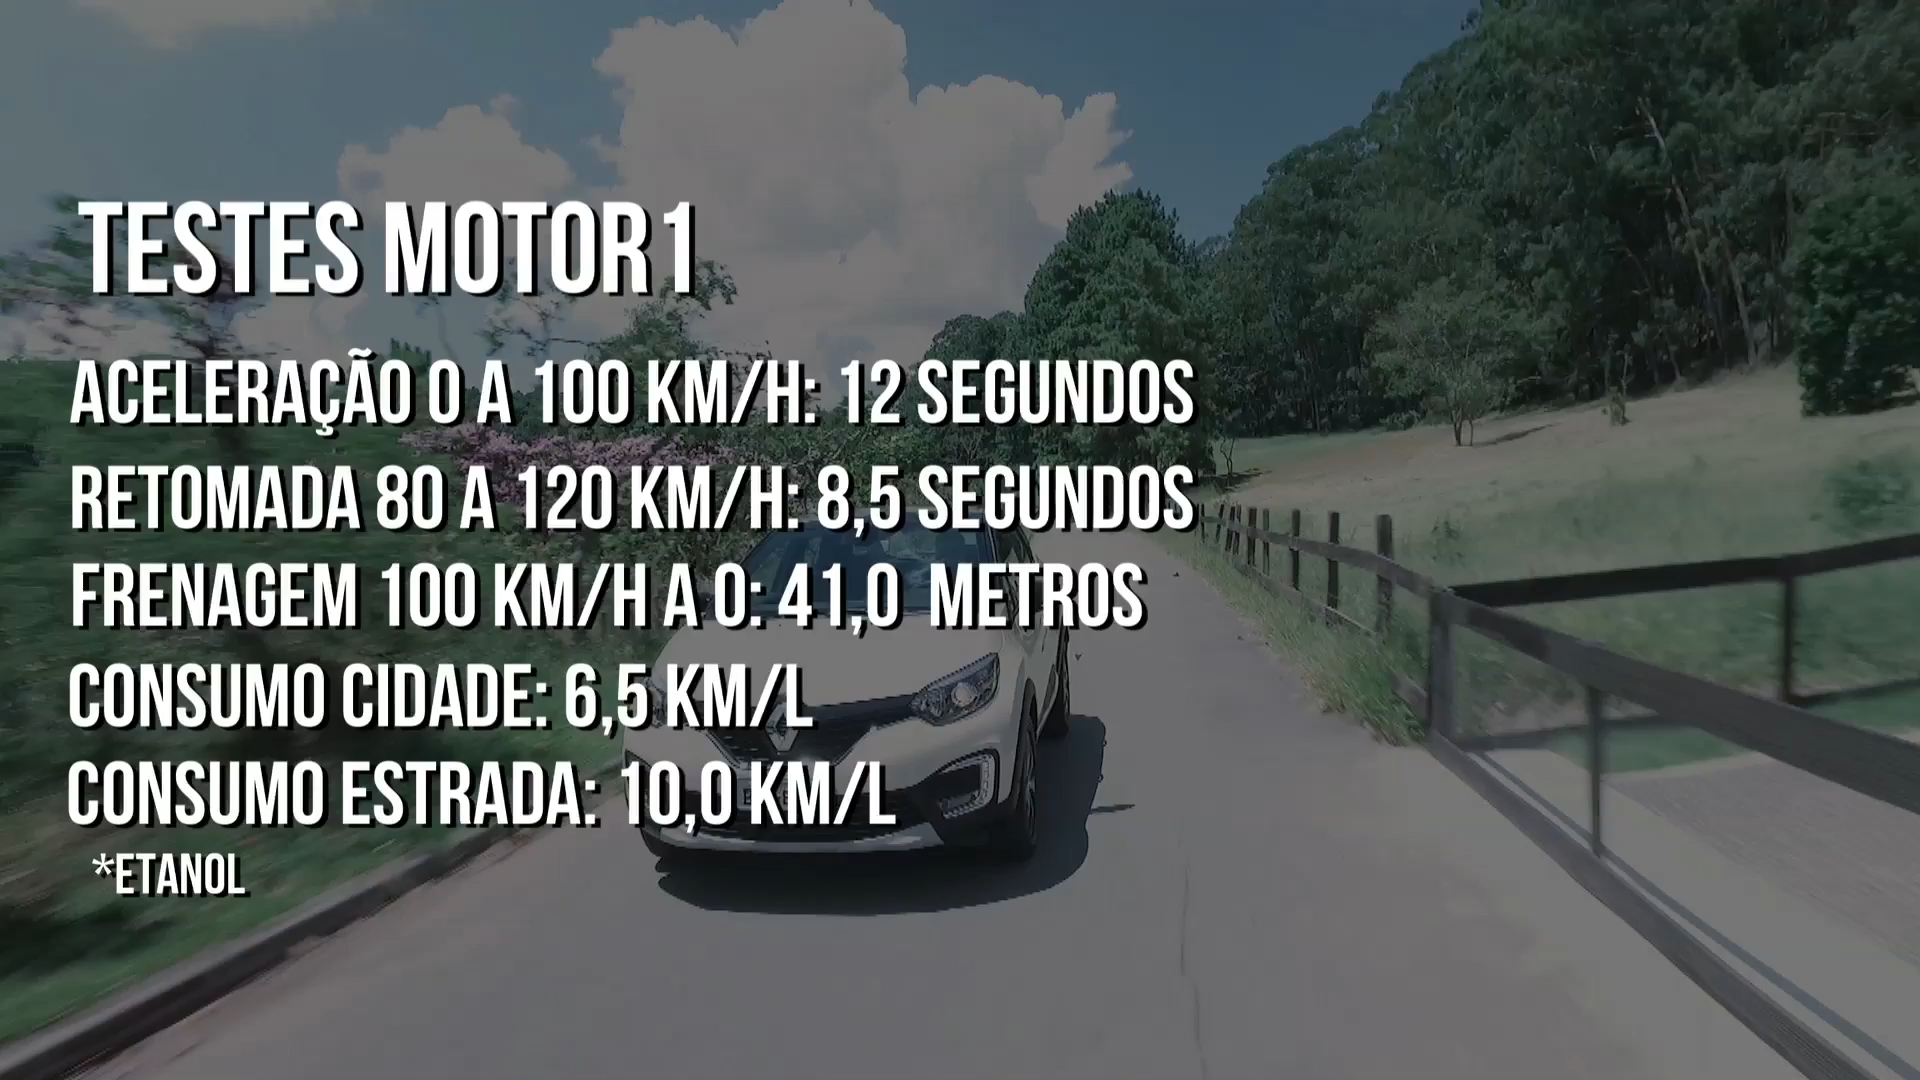 TESTES MOTOR1
ACELERAÇÃO 0 A 100 KM/H: 12 SEGUNDOS
RETOMADA 80 A 120 KM/H: 8,5 SEGUNDOS
FRENAGEM 100 KM/H A 0: 41,0 METROS
CONSUMO CIDADE: 6,5 KM/L
CONSUMO ESTRADA: 10,0 KM/L
*ETANOL